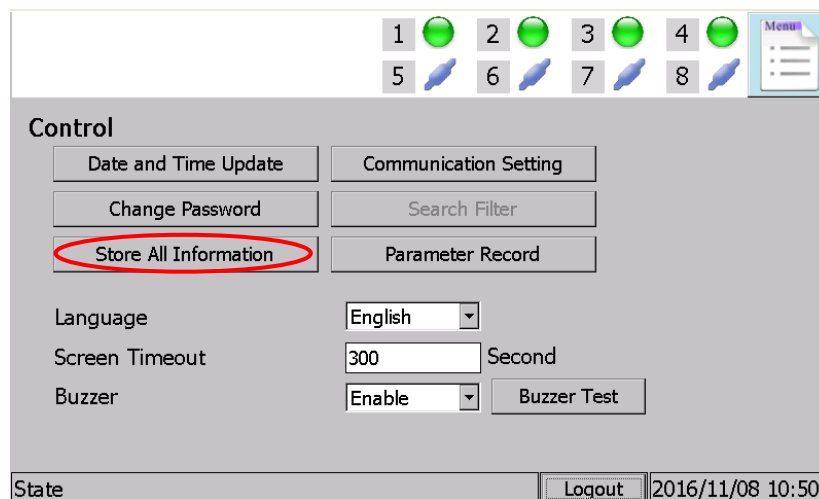 1 2 3 4 Menu
5 6 7 8
Control
Date and Time Update Communication Setting
Change Password Search Filter
Store All Information Parameter Record
Language English
Screen Timeout 300 Second
Buzzer Enable Buzzer Test
State Logout 2016/11/08 10:50